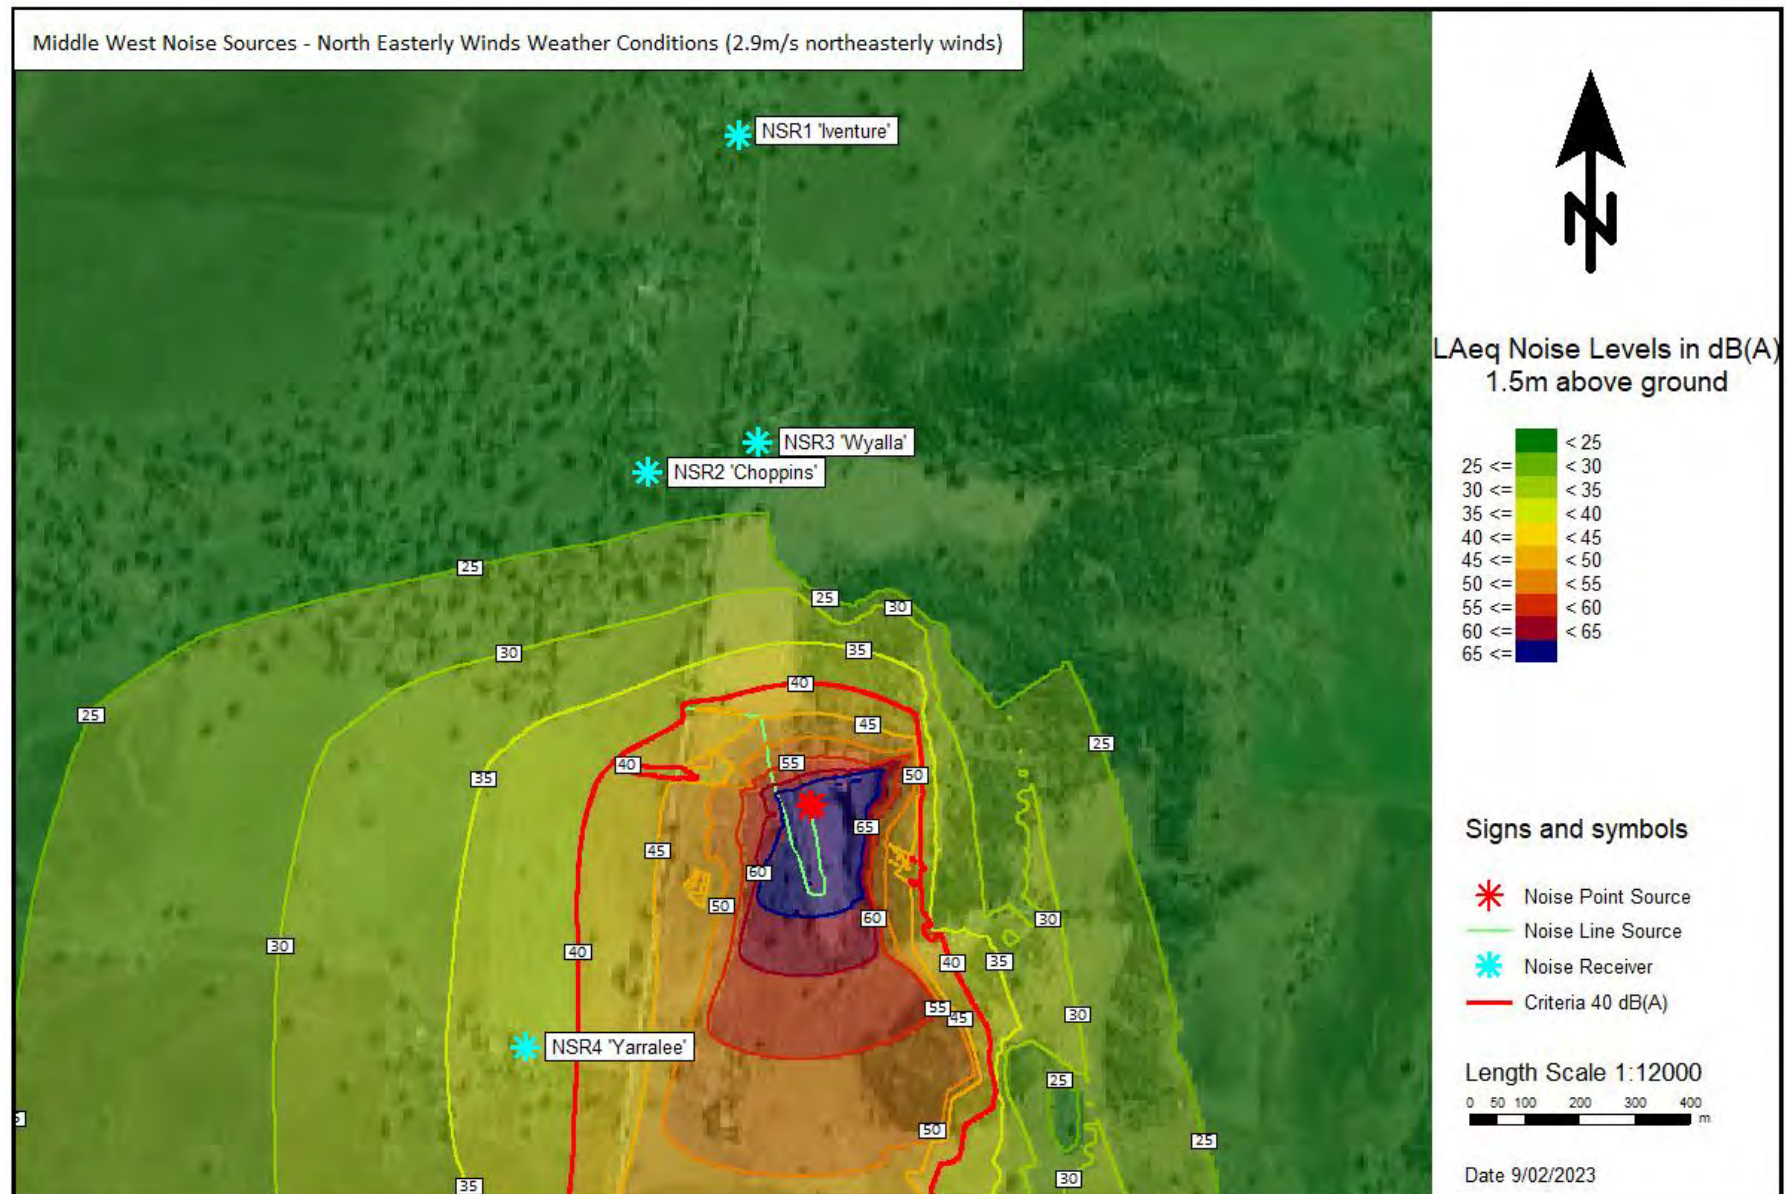 Middle West Noise Sources - North Easterly Winds Weather Conditions (2.9m/s northeasterly winds)
NSR1 'Iventure'
NSR3 'Wyalla'
NSR2 'Choppins'
25
25
30
30
35
40
25
45
25
40
55
35
50
65
45
60
50
60
30
30
40
40
35
55
45
30
NSR4 'Yarralee'
25
50
25
30
35
N
LAeq Noise Levels in dB(A)
1.5m above ground
< 25
25 <= < 30
30 <= < 35
35 <= < 40
40 <= < 45
45 <= < 50
50 <= < 55
55 <= < 60
60 <= < 65
65 <=
Signs and symbols
Noise Point Source
Noise Line Source
Noise Receiver
Criteria 40 dB(A)
Length Scale 1:12000
0 50 100 200 300 400
m
Date 9/02/2023